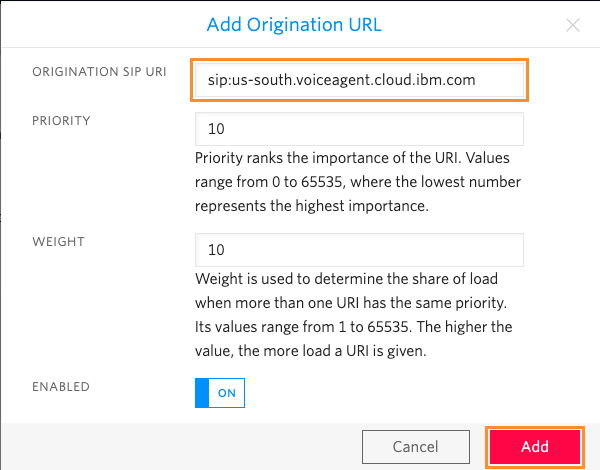 Add Origination URL
ORIGINATION SIP URI
sip:us-south.voiceagent.cloud.ibm.com
PRIORITY
10
Priority ranks the importance of the URI. Values
range from 0 to 65535, where the lowest number
represents the highest importance.
WEIGHT
10
Weight is used to determine the share of load
when more than one URI has the same priority.
Its values range from 1 to 65535. The higher the
value, the more load a URI is given.
ENABLED
ON
Cancel
Add